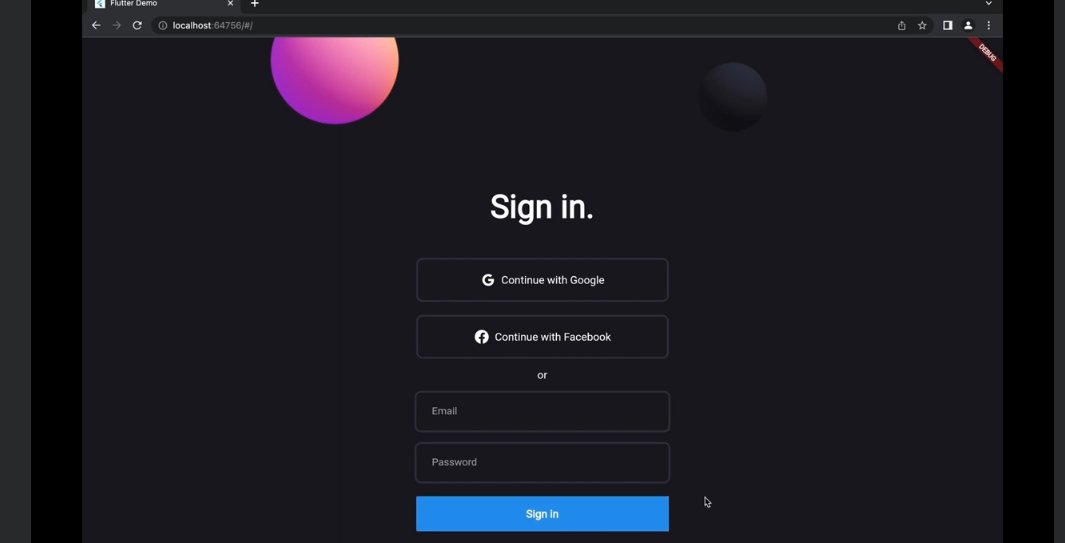 Flutter Demo
localhost:64756/#/
DEBUG
Sign in.
Continue with Google
Continue with Facebook
or
Email
Password
Sign in